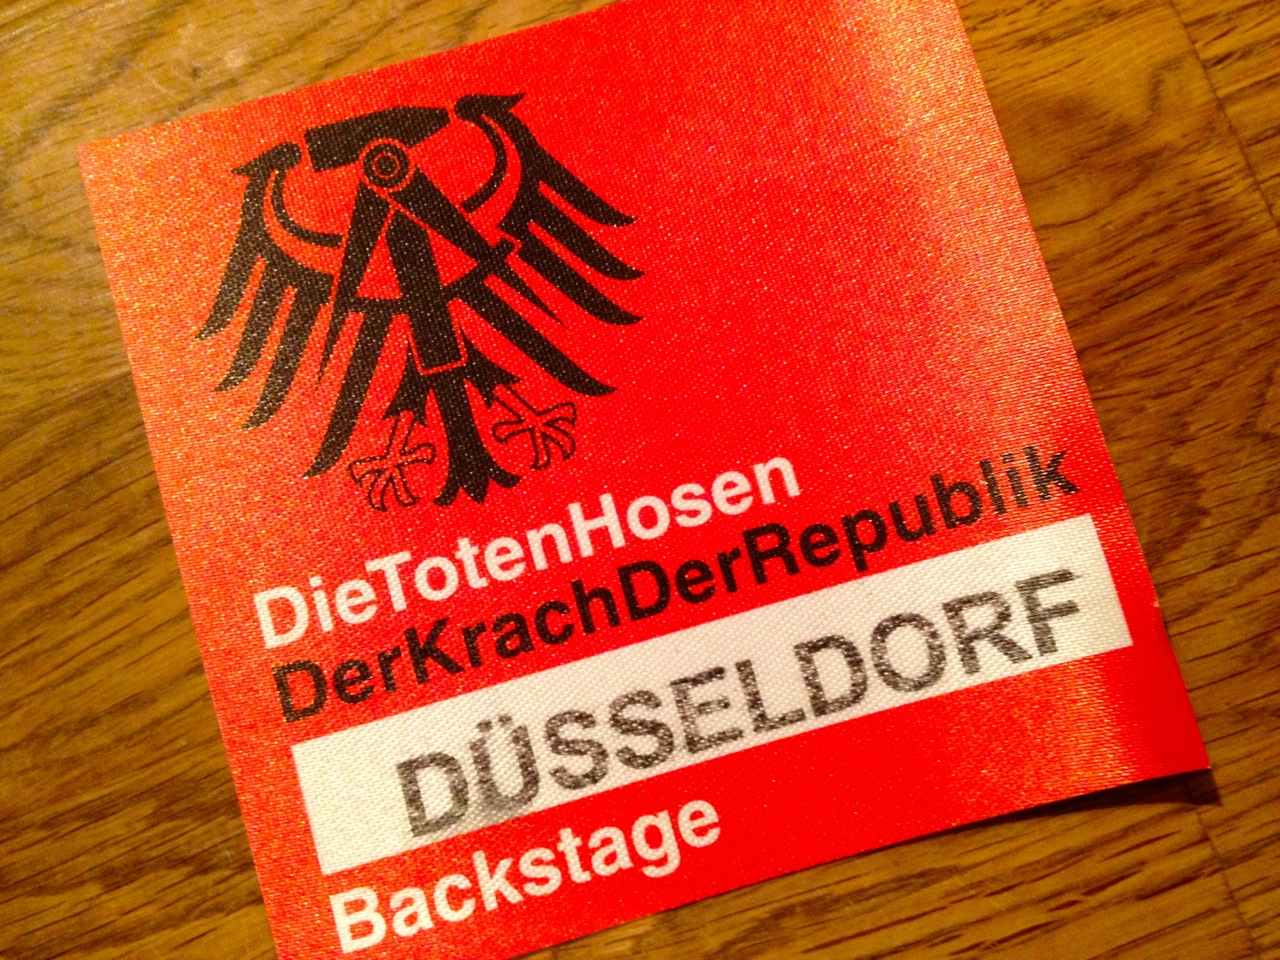 DieTotenHosen
DerKrachDerRepublik
DÜSSELDORF
Backstage